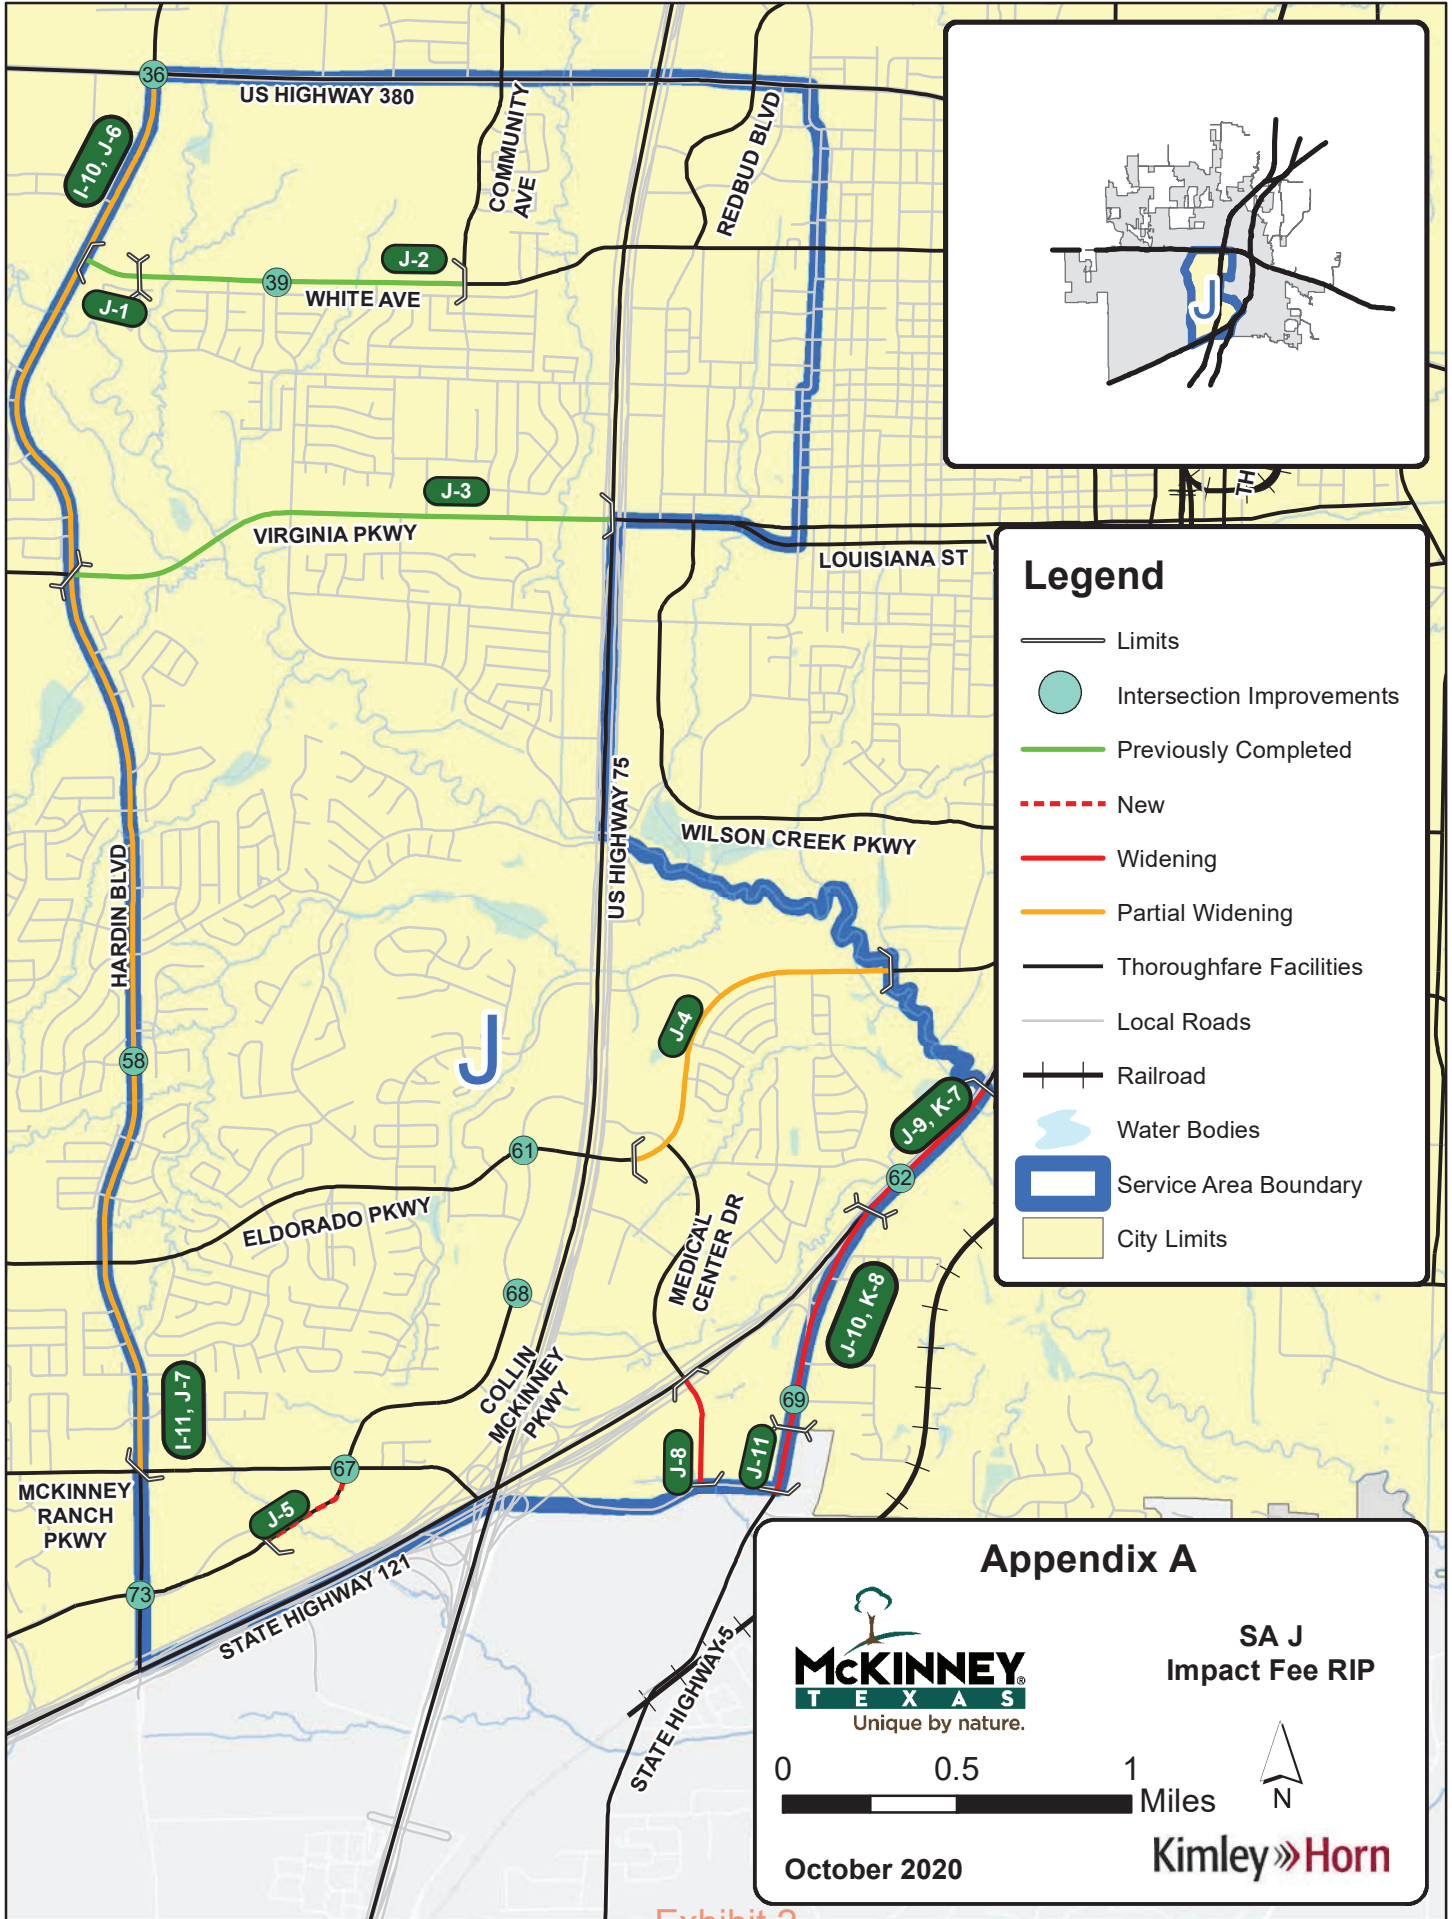 36
US HIGHWAY 380
COMMUNITY
AVE
REDBUD BLVD
I-10, J-6
J-2
39
WHITE AVE
J-1
J
J-3
VIRGINIA PKWY
LOUISIANA ST
TH
Legend
Limits
Intersection Improvements
Previously Completed
New
Widening
Partial Widening
Thoroughfare Facilities
Local Roads
Railroad
Water Bodies
Service Area Boundary
City Limits
US HIGHWAY 75
WILSON CREEK PKWY
HARDIN BLVD
J-4
J
58
J-9, K-7
61
62
ELDORADO PKWY
MEDICAL
CENTER DR
68
J-10, K-8
COLLIN
MCKINNEY
PKWY
I-11, J-7
69
J-8
J-11
67
MCKINNEY
RANCH
PKWY
J-5
73
STATE HIGHWAY 121
STATE HIGHWAY 5
Appendix A
McKINNEY®
TEXAS
Unique by nature.
SA J
Impact Fee RIP
0 0.5 1
Miles
N
October 2020
Kimley»Horn
Exhibit 2